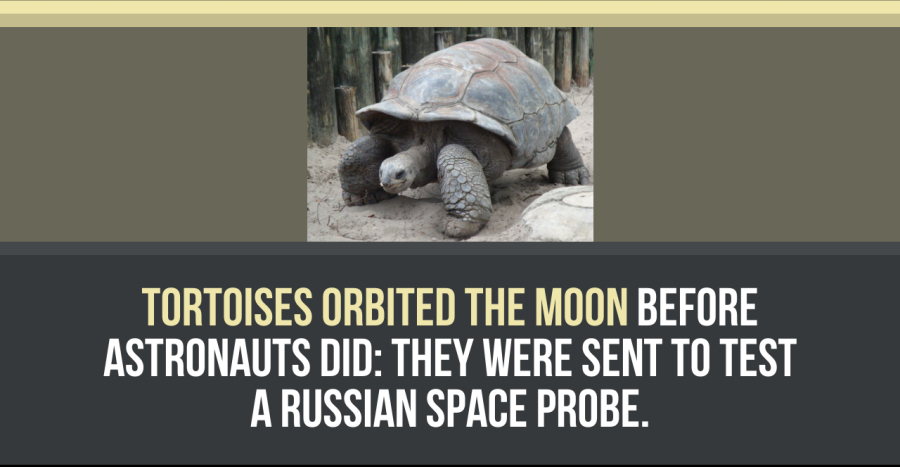 TORTOISES ORBITED THE MOON BEFORE
ASTRONAUTS DID: THEY WERE SENT TO TEST
A RUSSIAN SPACE PROBE.